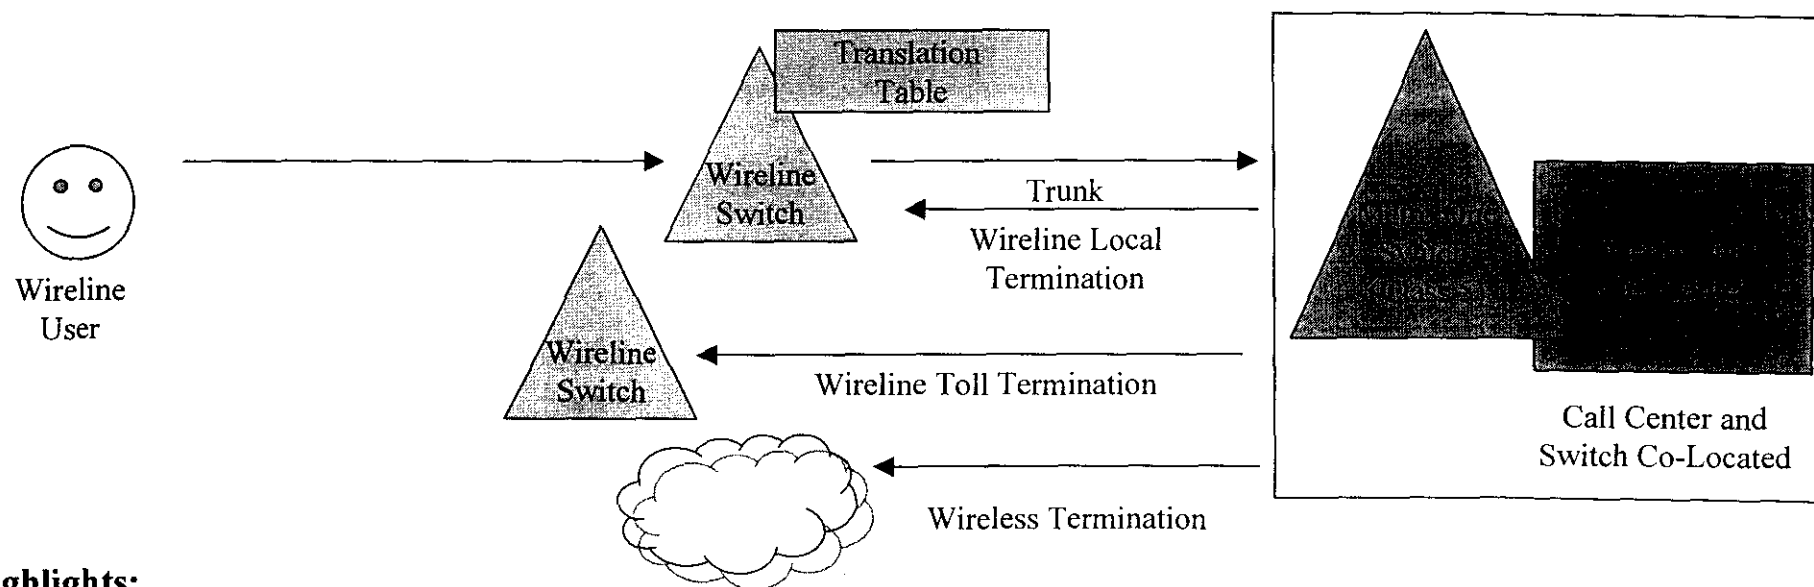 Translation
Table
Wireline
Switch
Trunk
Wireline Local
Termination
Wireline
User
Wireline
Switch
Wireline Toll Termination
Call Center and
Switch Co-Located
Wireless Termination
ghlights: